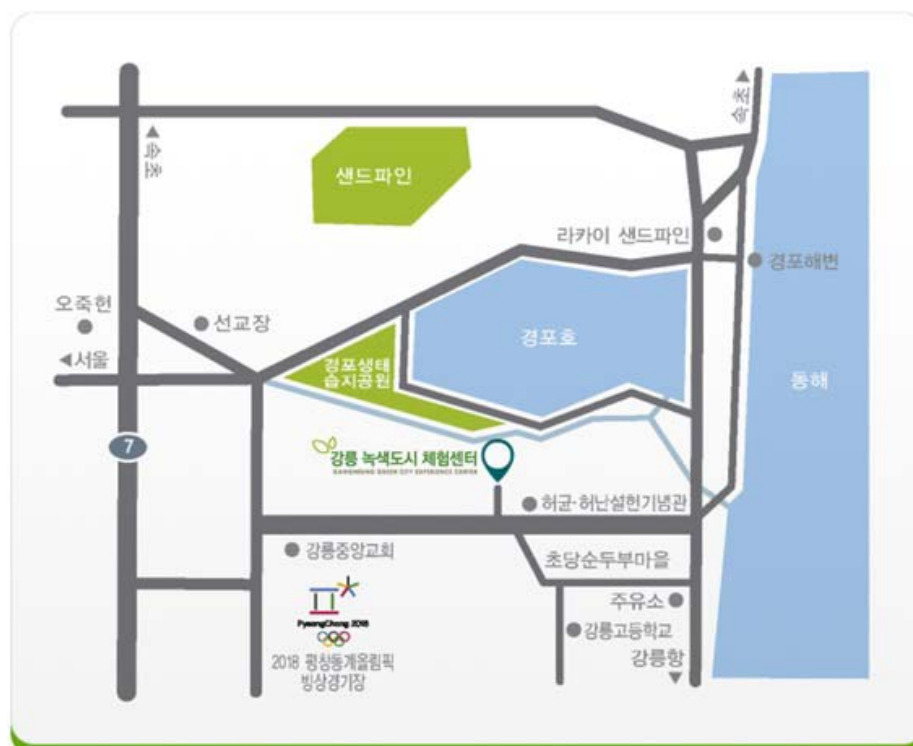 속초
속초
샌드파인
라카이 샌드파인
경포해변
오죽헌
선교장
경포호
서울
경포생태
습지공원
동해
7
강릉 녹색도시 체험센터
GANGNEUNG GREEN CITY EXPERIENCE CENTER
허균·허난설헌기념관
강릉중앙교회
초당순두부마을
주유소
PyeongChang 2018
강릉고등학교
2018 평창동계올림픽
빙상경기장
강릉항